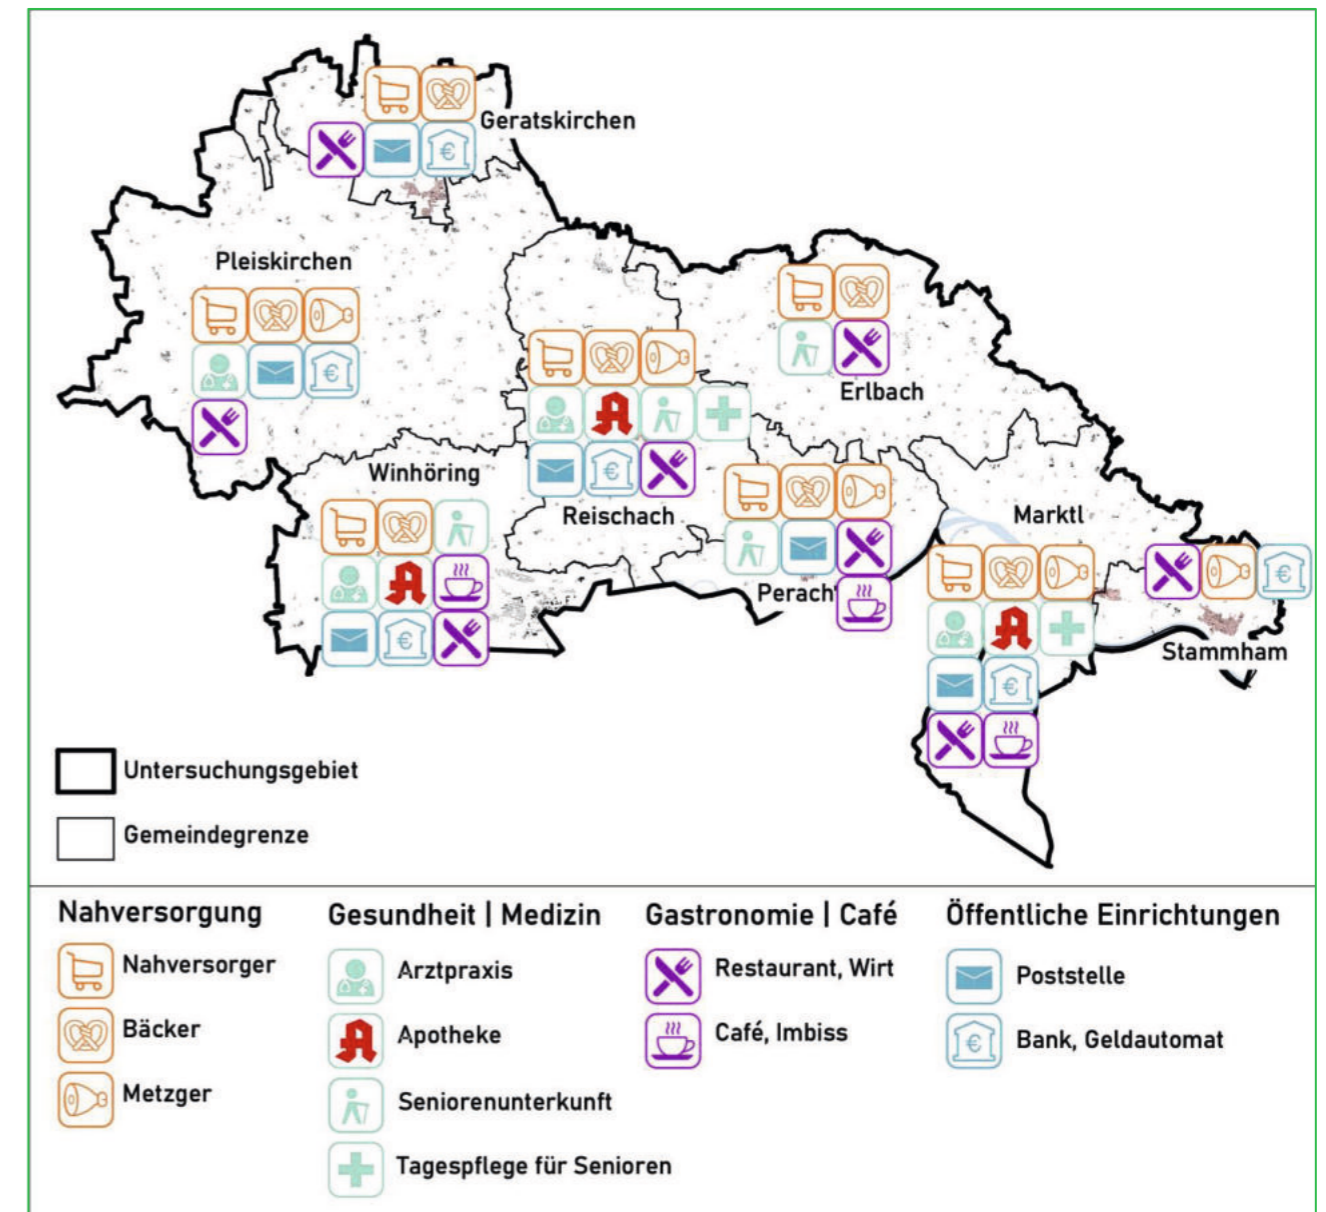 Geratskirchen
Pleiskirchen
Erlbach
Winhöring
Reischach
Marktl
Perach
Stammham
Untersuchungsgebiet
Gemeindegrenze
Nahversorgung
Nahversorger
Bäcker
Metzger
Gesundheit | Medizin
Arztpraxis
Apotheke
Seniorenunterkunft
Tagespflege für Senioren
Gastronomie | Café
Restaurant, Wirt
Café, Imbiss
Öffentliche Einrichtungen
Poststelle
Bank, Geldautomat